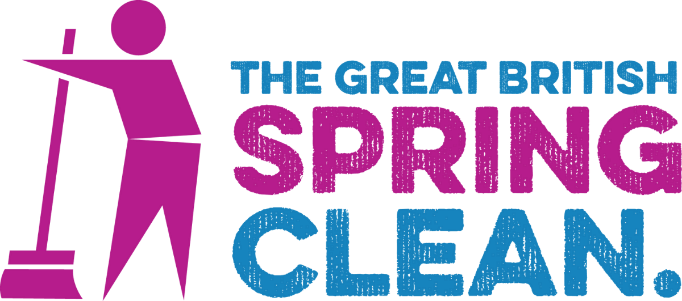 THE GREAT BRITISH
SPRING
CLEAN.